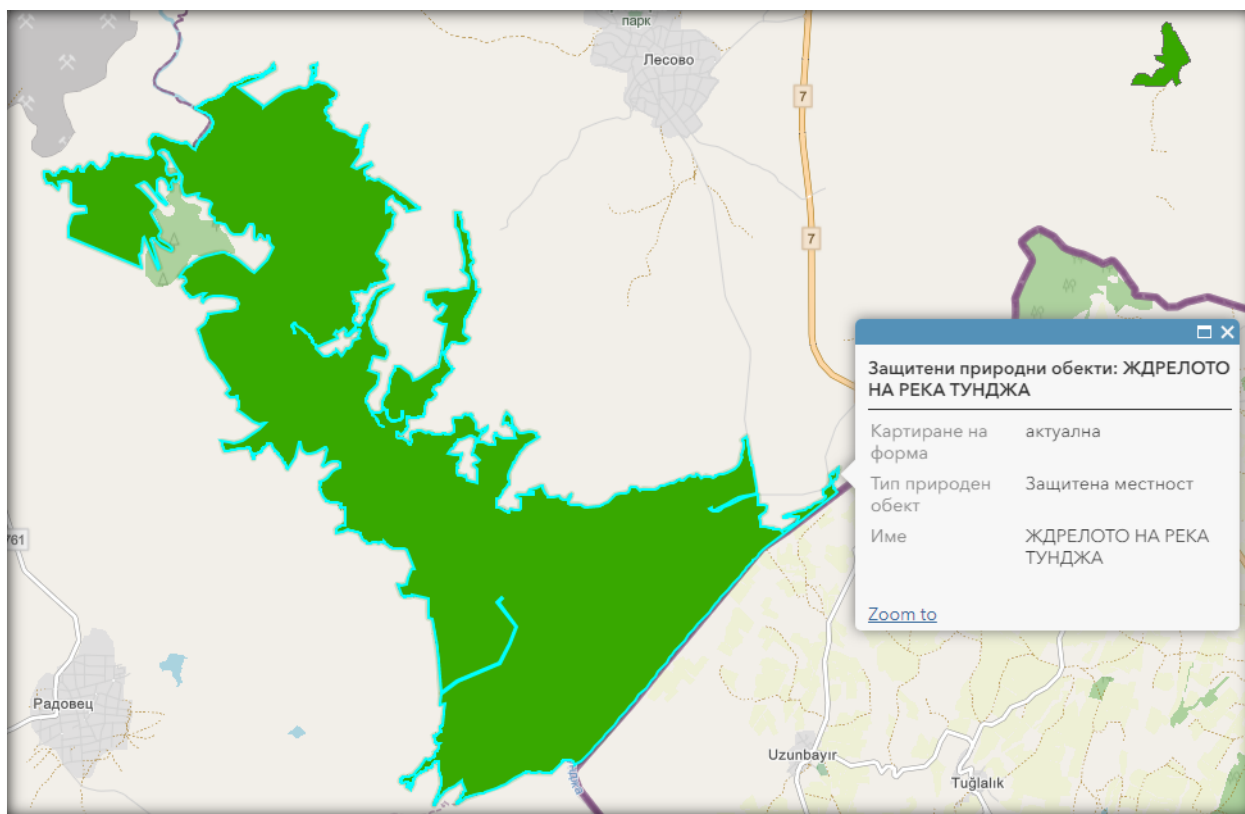 парк
Лесово
7
7
Защитени природни обекти: ЖДРЕЛОТО
НА РЕКА ТУНДЖА
Картиране на
форма
актуална
Тип природен
обект
Защитена местност
Име
ЖДРЕЛОТО НА РЕКА
ТУНДЖА
Zoom to
761
Радовец
Uzunbayır
Tuğlalık